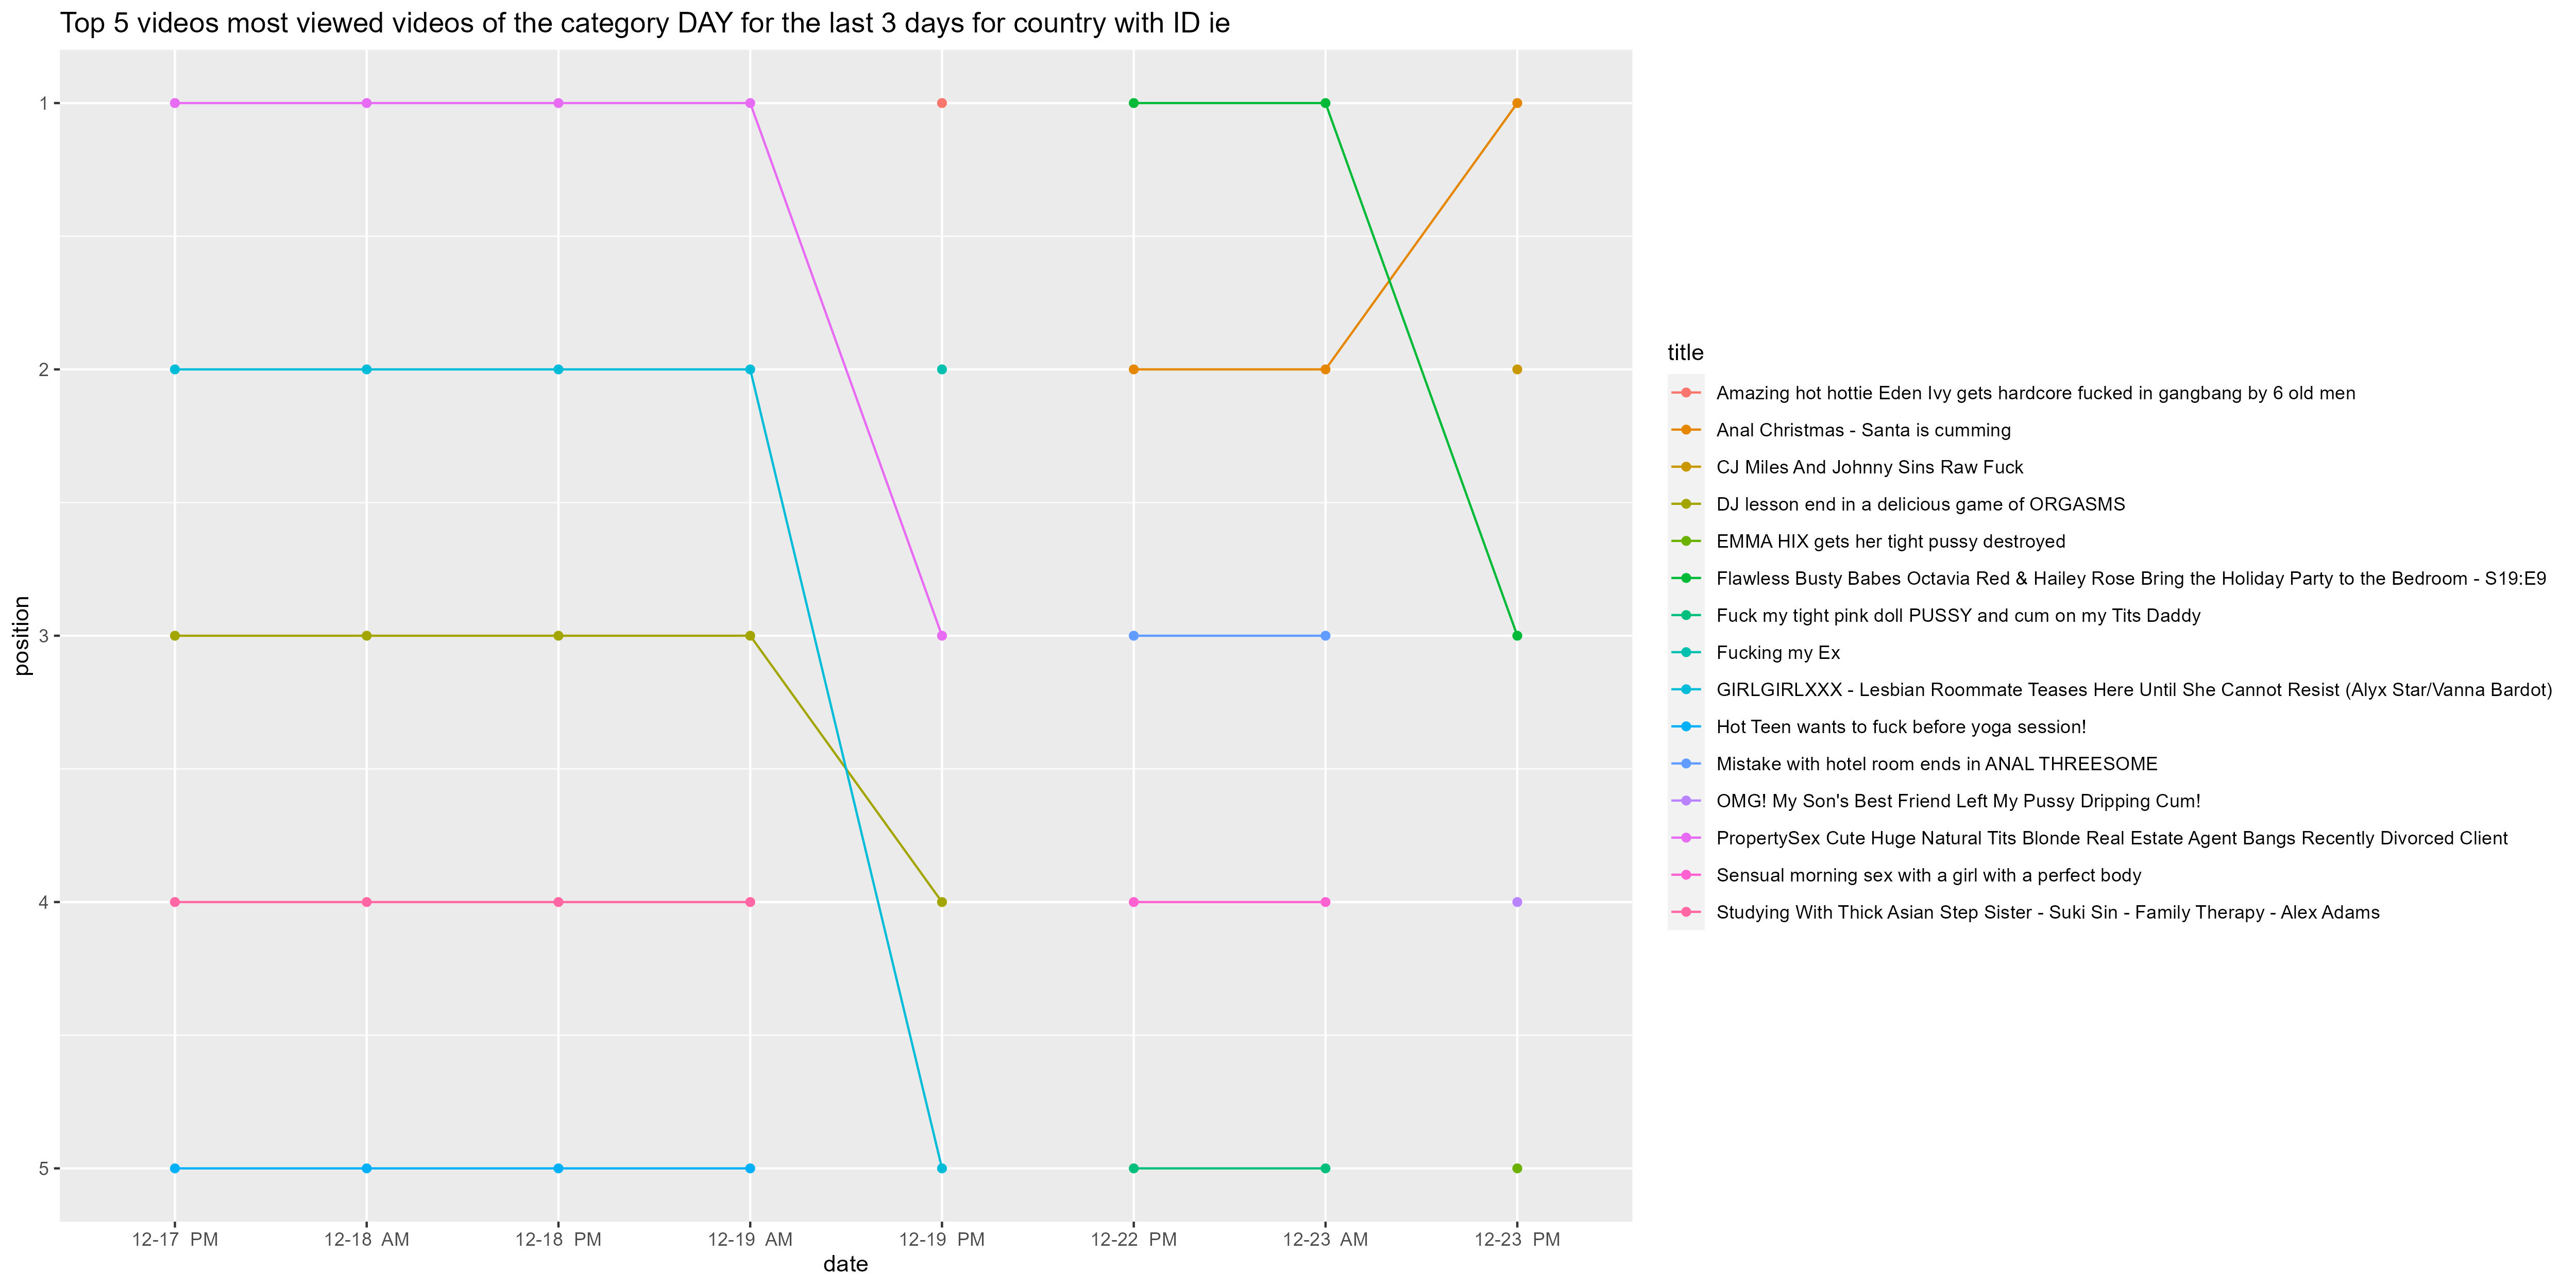 Top 5 videos most viewed videos of the category DAY for the last 3 days for country with ID ie
position
1
2
3
4
5
12-17 PM
12-18 AM
12-18 PM
12-19 AM
12-19 PM
12-22 PM
12-23 AM
12-23 PM
date
title
Amazing hot hottie Eden Ivy gets hardcore fucked in gangbang by 6 old men
Anal Christmas - Santa is cumming
CJ Miles And Johnny Sins Raw Fuck
DJ lesson end in a delicious game of ORGASMS
EMMA HIX gets her tight pussy destroyed
Flawless Busty Babes Octavia Red & Hailey Rose Bring the Holiday Party to the Bedroom - S19:E9
Fuck my tight pink doll PUSSY and cum on my Tits Daddy
Fucking my Ex
GIRLGIRLXXX - Lesbian Roommate Teases Here Until She Cannot Resist (Alyx Star/Vanna Bardot)
Hot Teen wants to fuck before yoga session!
Mistake with hotel room ends in ANAL THREESOME
OMG! My Son's Best Friend Left My Pussy Dripping Cum!
PropertySex Cute Huge Natural Tits Blonde Real Estate Agent Bangs Recently Divorced Client
Sensual morning sex with a girl with a perfect body
Studying With Thick Asian Step Sister - Suki Sin - Family Therapy - Alex Adams